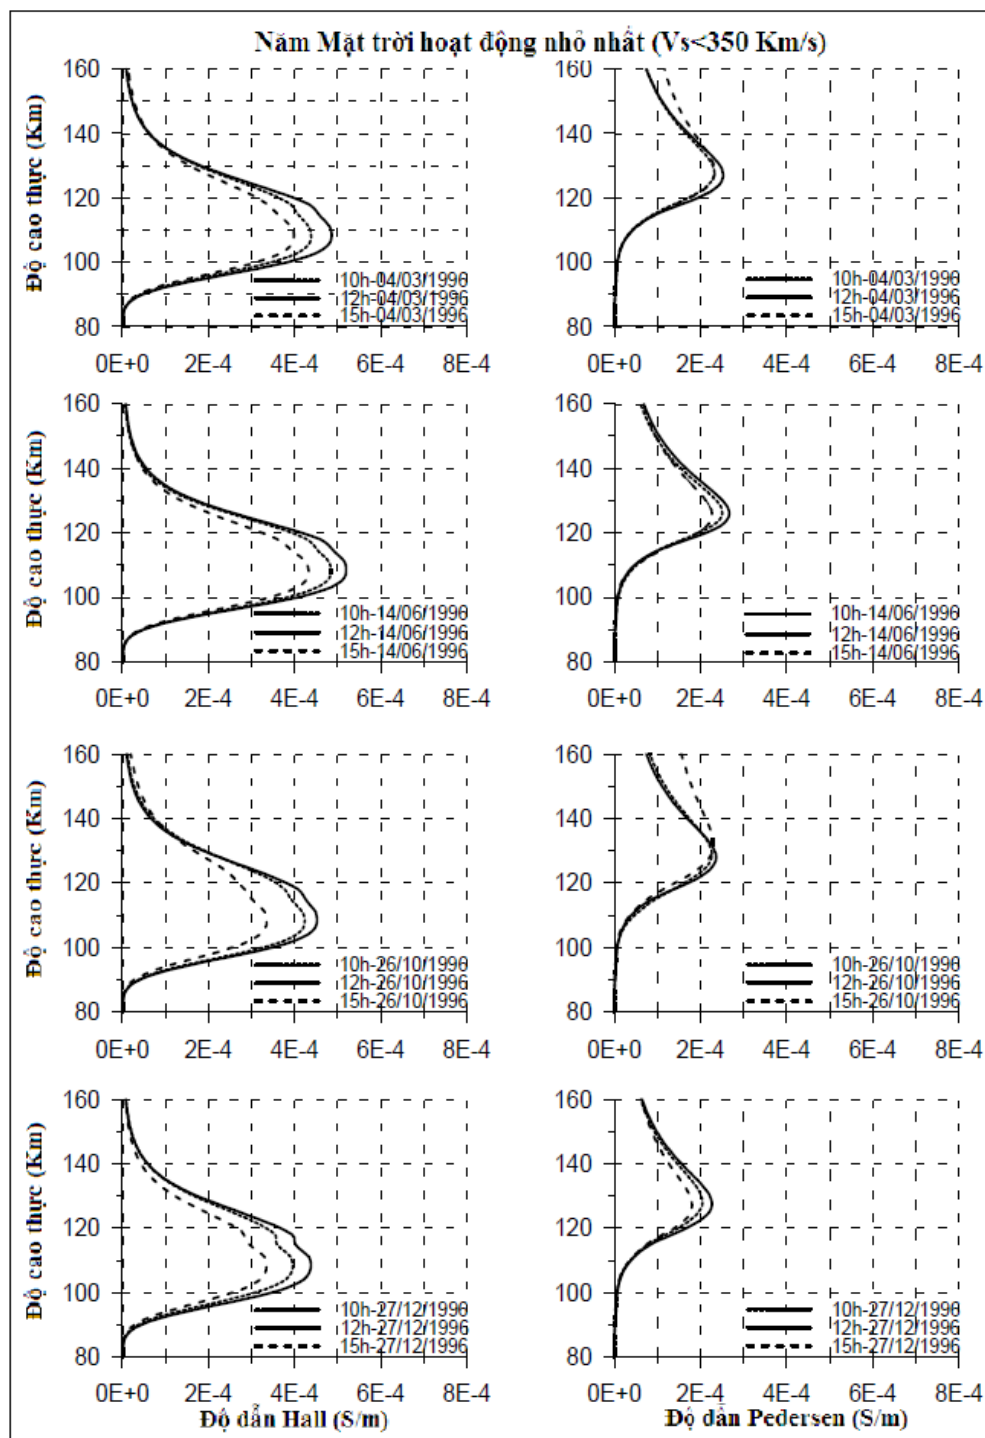 Năm Mặt trời hoạt động nhỏ nhất (Vs<350 Km/s)
Độ cao thực (Km)
160
140
120
100
80
10h-04/03/1996
12h-04/03/1996
15h-04/03/1996
0E+0 2E-4 4E-4 6E-4 8E-4
160
140
120
100
80
10h-04/03/1996
12h-04/03/1996
15h-04/03/1996
0E+0 2E-4 4E-4 6E-4 8E-4
Độ cao thực (Km)
160
140
120
100
80
10h-14/06/1996
12h-14/06/1996
15h-14/06/1996
0E+0 2E-4 4E-4 6E-4 8E-4
160
140
120
100
80
10h-14/06/1996
12h-14/06/1996
15h-14/06/1996
0E+0 2E-4 4E-4 6E-4 8E-4
Độ cao thực (Km)
160
140
120
100
80
10h-26/10/1996
12h-26/10/1996
15h-26/10/1996
0E+0 2E-4 4E-4 6E-4 8E-4
160
140
120
100
80
10h-26/10/1996
12h-26/10/1996
15h-26/10/1996
0E+0 2E-4 4E-4 6E-4 8E-4
Độ cao thực (Km)
160
140
120
100
80
10h-27/12/1996
12h-27/12/1996
15h-27/12/1996
0E+0 2E-4 4E-4 6E-4 8E-4
Độ dẫn Hall (S/m)
160
140
120
100
80
10h-27/12/1996
12h-27/12/1996
15h-27/12/1996
0E+0 2E-4 4E-4 6E-4 8E-4
Độ dẫn Pedersen (S/m)